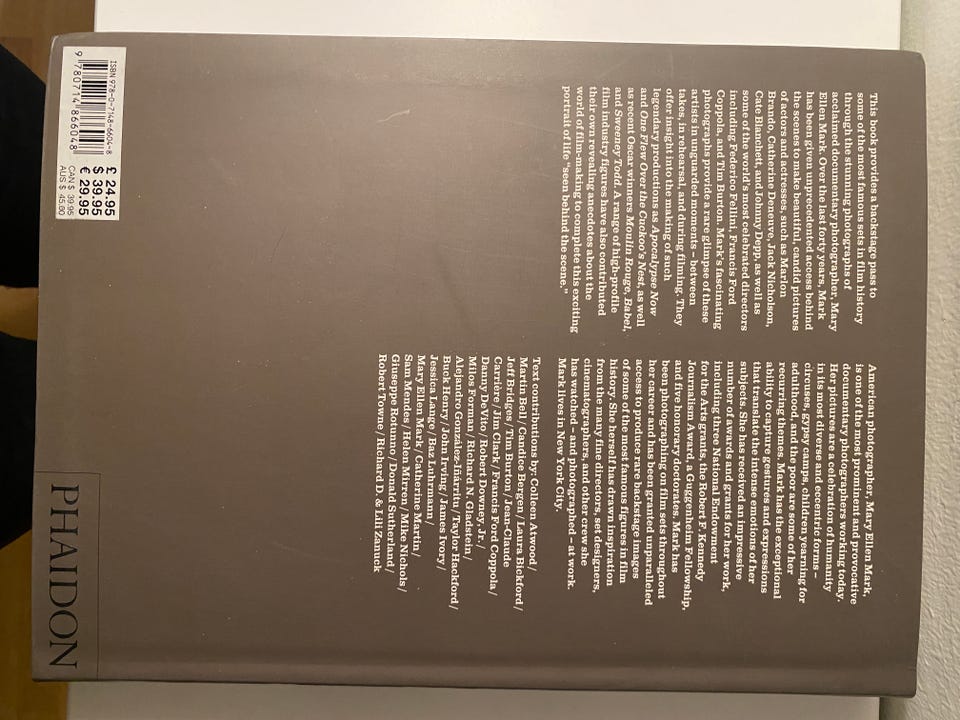 This book provides a backstage pass to
some of the most famous sets in film history
through the stunning photographs of
acclaimed documentary photographer, Mary
Ellen Mark. Over the last forty years, Mark
has been given unprecedented access behind
the scenes to make beautiful, candid pictures
of actors and actresses, such as Marlon
Brando, Catherine Deneuve, Jack Nicholson,
Cate Blanchett, and Johnny Depp, as well as
some of the world's most celebrated directors
including Federico Fellini, Francis Ford
Coppola, and Tim Burton. Mark's fascinating
photographs provide a rare glimpse of these
artists in unguarded moments – between
takes, in rehearsal, and during filming. They
offer insight into the making of such
legendary productions as Apocalypse Now
and One Flew Over the Cuckoo's Nest, as well
as recent Oscar winners Moulin Rouge, Babel,
and Sweeney Todd. A range of high-profile
film industry figures have also contributed
their own revealing anecdotes about the
world of film-making to complete this exciting
portrait of life "seen behind the scene."
American photographer, Mary Ellen Mark,
is one of the most prominent and provocative
documentary photographers working today.
Her pictures are a celebration of humanity
in its most diverse and eccentric forms –
circuses, gypsy camps, children yearning for
adulthood, and the poor are some of her
recurring themes. Mark has the exceptional
ability to capture gestures and expressions
that translate the intense emotions of her
subjects. She has received an impressive
number of awards and grants for her work,
including three National Endowment
for the Arts grants, the Robert F. Kennedy
Journalism Award, a Guggenheim Fellowship,
and five honorary doctorates. Mark has
been photographing on film sets throughout
her career and has been granted unparalleled
access to produce rare backstage images
of some of the most famous figures in film
history. She herself has drawn inspiration
from the many fine directors, set designers,
cinematographers, and other crew she
has watched – and photographed – at work.
Mark lives in New York City.
Text contributions by Colleen Atwood /
Martin Bell / Candice Bergen / Laura Bickford /
Jeff Bridges / Tim Burton / Jean-Claude
Carrière / Jim Clark / Francis Ford Coppola /
Danny DeVito / Robert Downey, Jr. /
Milos Forman / Richard N. Gladstein /
Alejandro González-Iñárritu / Taylor Hackford /
Buck Henry / John Irving / James Ivory /
Jessica Lange / Baz Luhrman /
Mary Ellen Mark / Catherine Martin /
Sam Mendes / Helen Mirren / Mike Nichols /
Giuseppe Rotunno / Donald Sutherland /
Robert Towne / Richard D. & Lili Zanuck
ISBN 978-0-7148-6604-8
9 780714 866048
£ 24.95
$ 39.95
€ 29.95
CAN $ 39.95
AUS $
PHAIDON